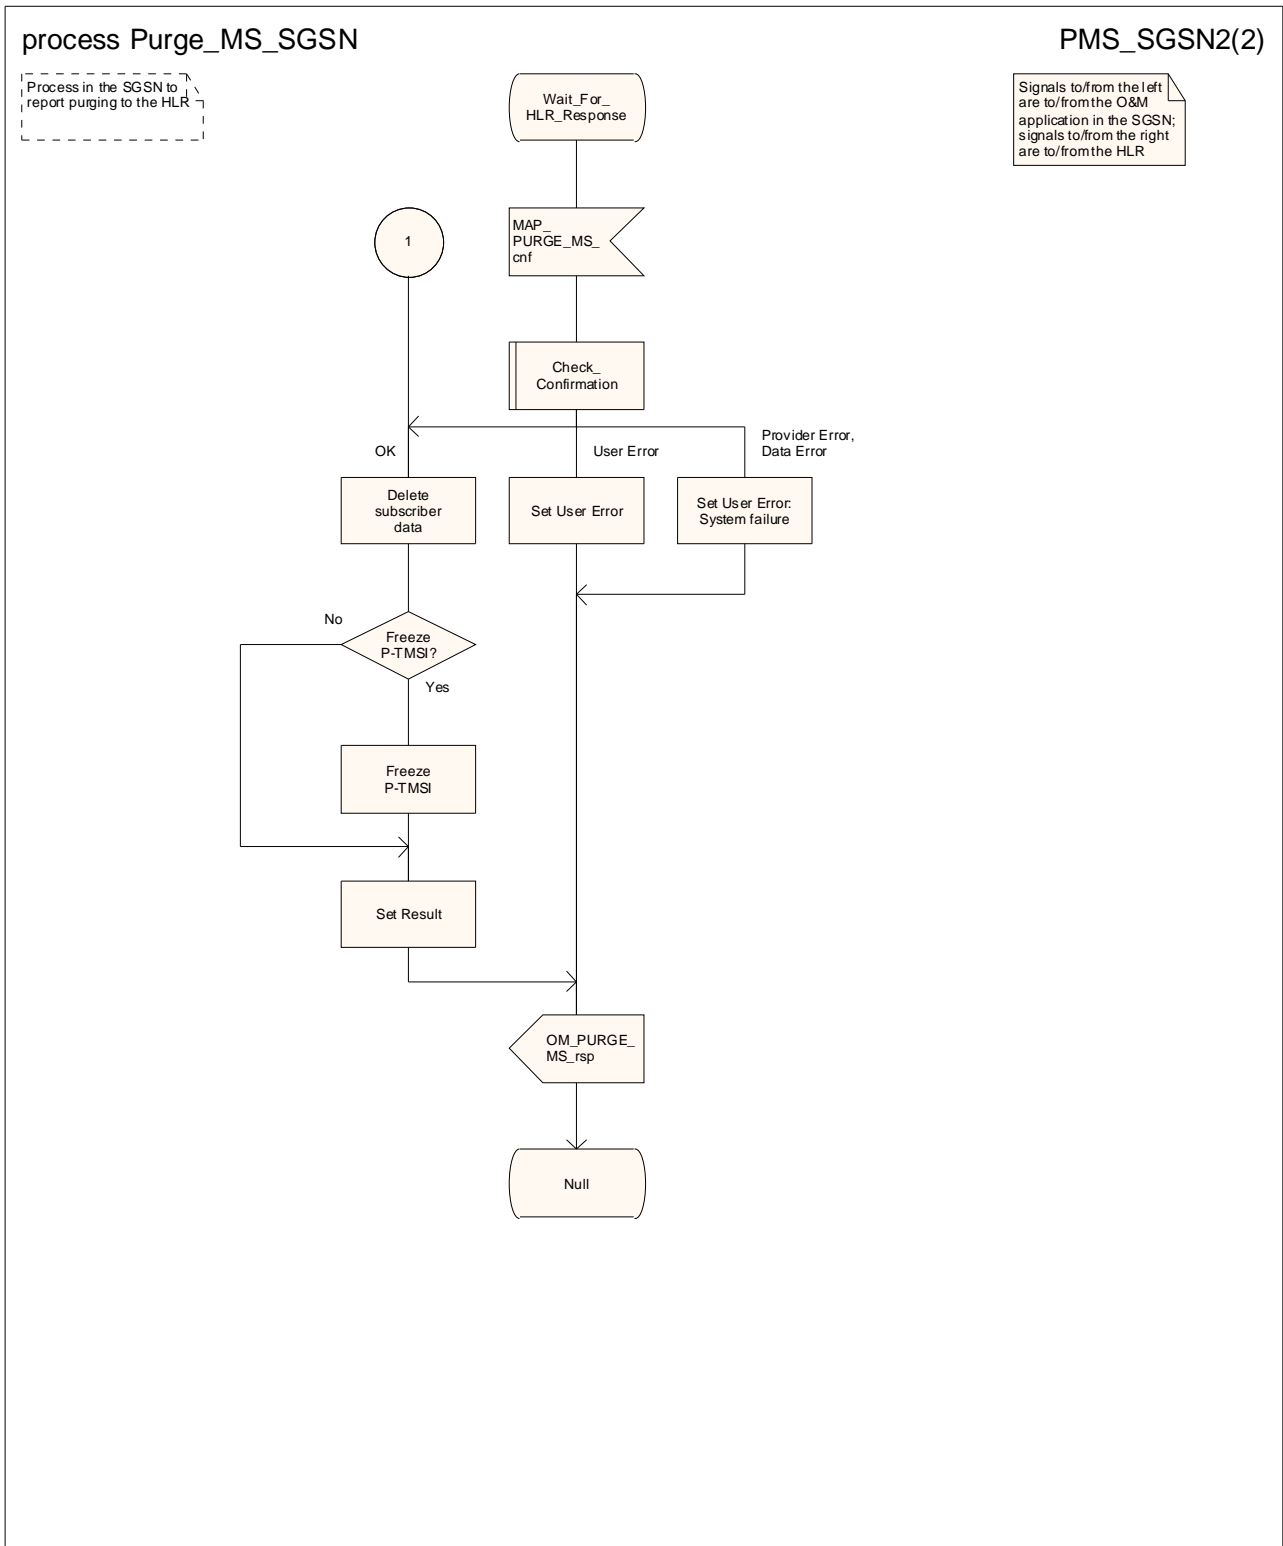 process Purge_MS_SGSN
PMS_SGSN2(2)
Process in the SGSN to
report purging to the HLR
Wait_For_
HLR_Response
Signals to/from the left
are to/from the O&M
application in the SGSN;
signals to/from the right
are to/from the HLR
1
MAP_
PURGE_MS_
cnf
Check_
Confirmation
OK
User Error
Provider Error,
Data Error
Delete
subscriber
data
Set User Error
Set User Error:
System failure
No
Freeze
P-TMSI?
Yes
Freeze
P-TMSI
Set Result
OM_PURGE_
MS_rsp
Null